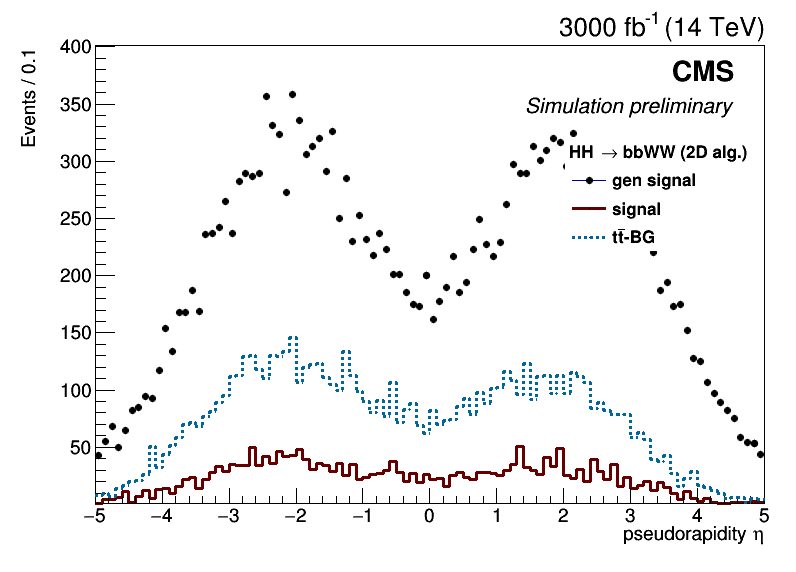 3000 fb⁻¹ (14 TeV)
CMS
Simulation preliminary
HH → bbWW (2D alg.)
gen signal
signal
tt̄-BG
Events / 0.1
400
350
300
250
200
150
100
50
−5 −4 −3 −2 −1 0 1 2 3 4 5
pseudorapidity η